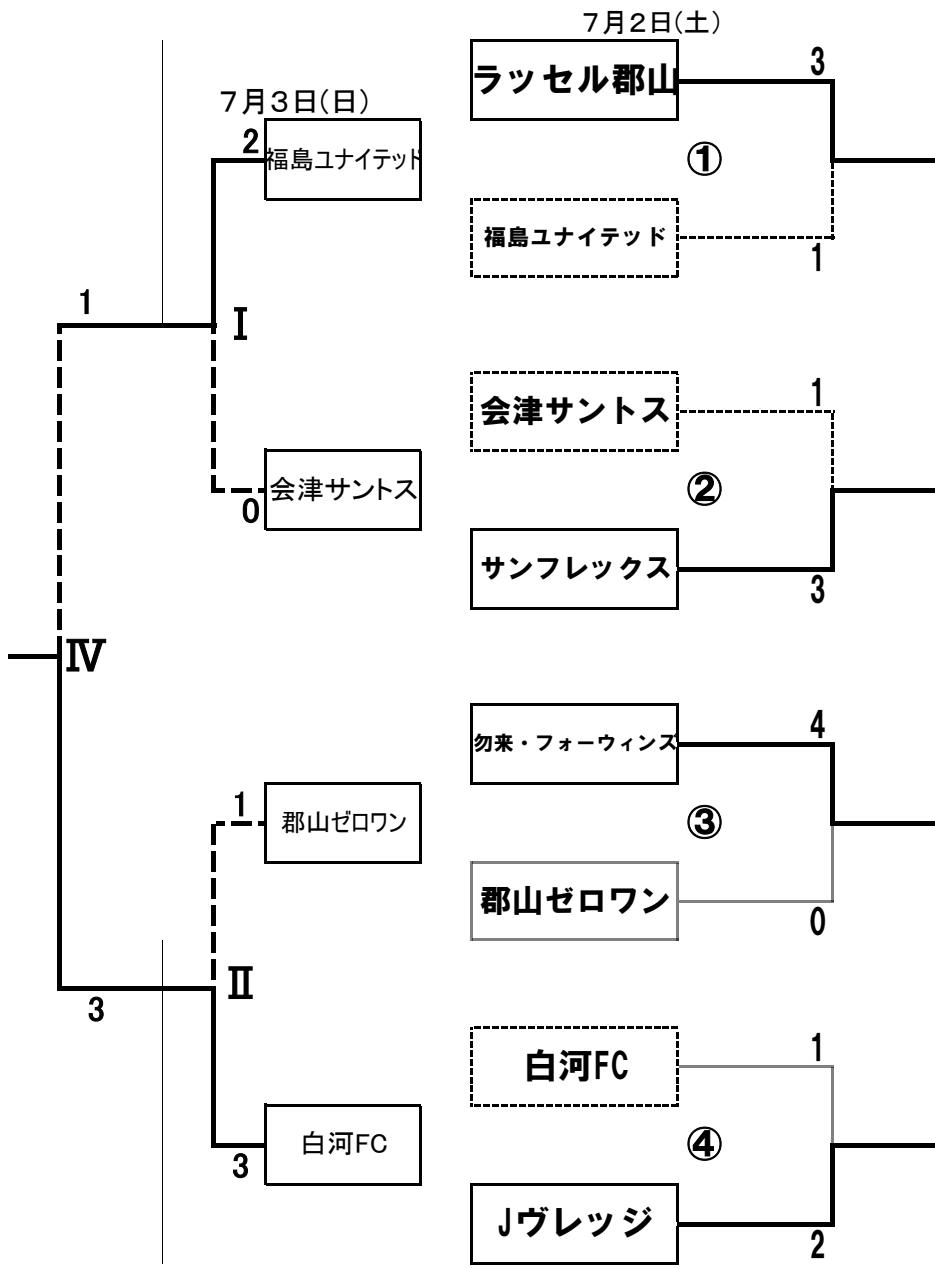 7月2日(土)
ラッセル郡山
3
7月3日(日)
2
福島ユナイテッド
①
福島ユナイテッド
1
1
Ⅰ
会津サントス
1
0
会津サントス
②
サンフレックス
3
Ⅳ
勿来・フォーウィンズ
4
1
郡山ゼロワン
③
郡山ゼロワン
0
Ⅱ
3
白河FC
1
3
白河FC
④
Jヴレッジ
2